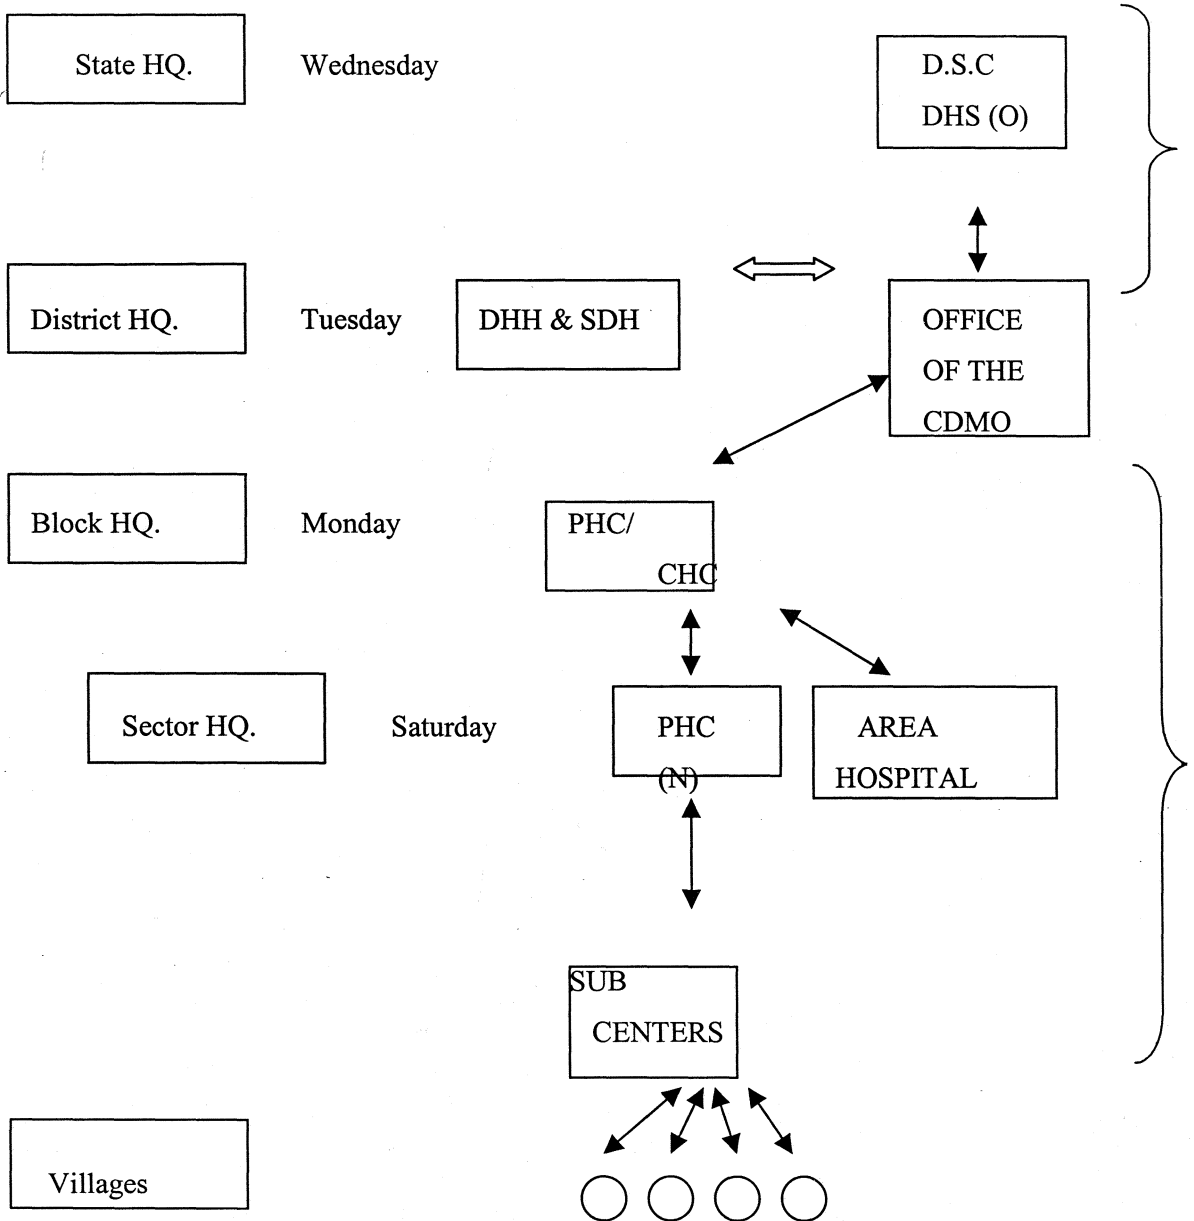 State HQ.
Wednesday
D.S.C
DHS (O)
District HQ.
Tuesday
DHH & SDH
OFFICE
OF THE
CDMO
Block HQ.
Monday
PHC/
CHC
Sector HQ.
Saturday
PHC
(N)
AREA
HOSPITAL
SUB
CENTERS
Villages